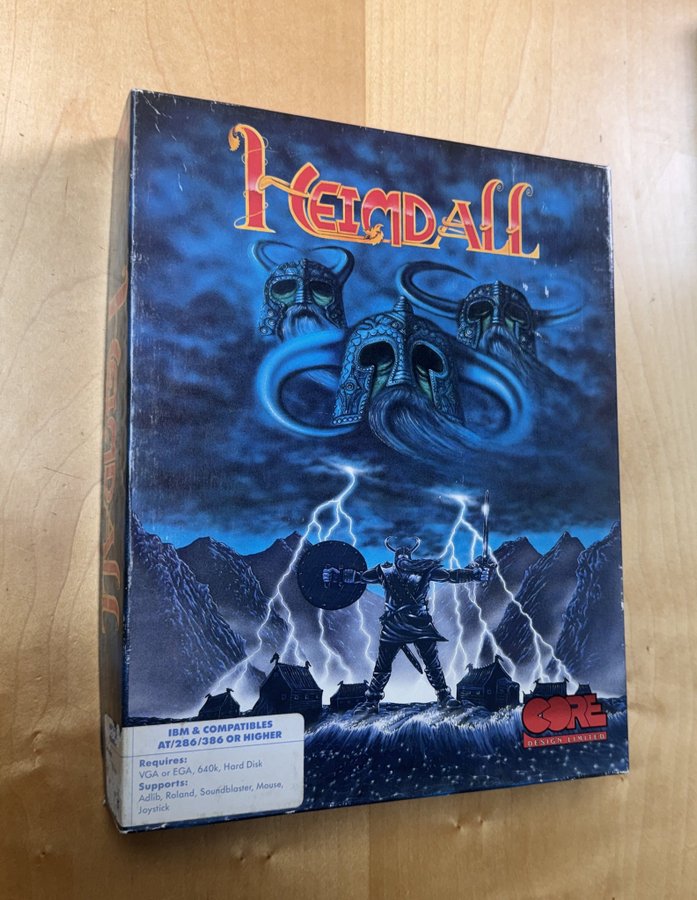 HEIMDALL
HEIMDALL
CORE
DESIGN LIMITED
IBM & COMPATIBLES
AT/286/386 OR HIGHER
Requires:
VGA or EGA, 640k, Hard Disk
Supports:
Adlib, Roland, Soundblaster, Mouse,
Joystick